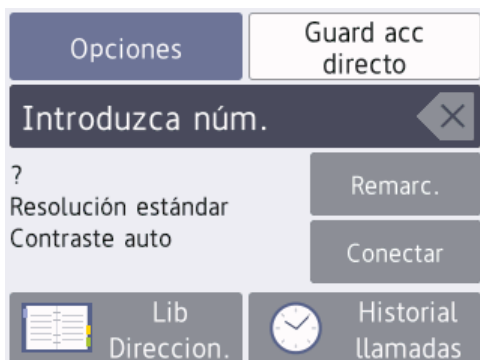 Opciones
Guard acc
directo
Introduzca núm.
?
Resolución estándar
Contraste auto
Remarc.
Conectar
Lib
Direccion.
Historial
llamadas